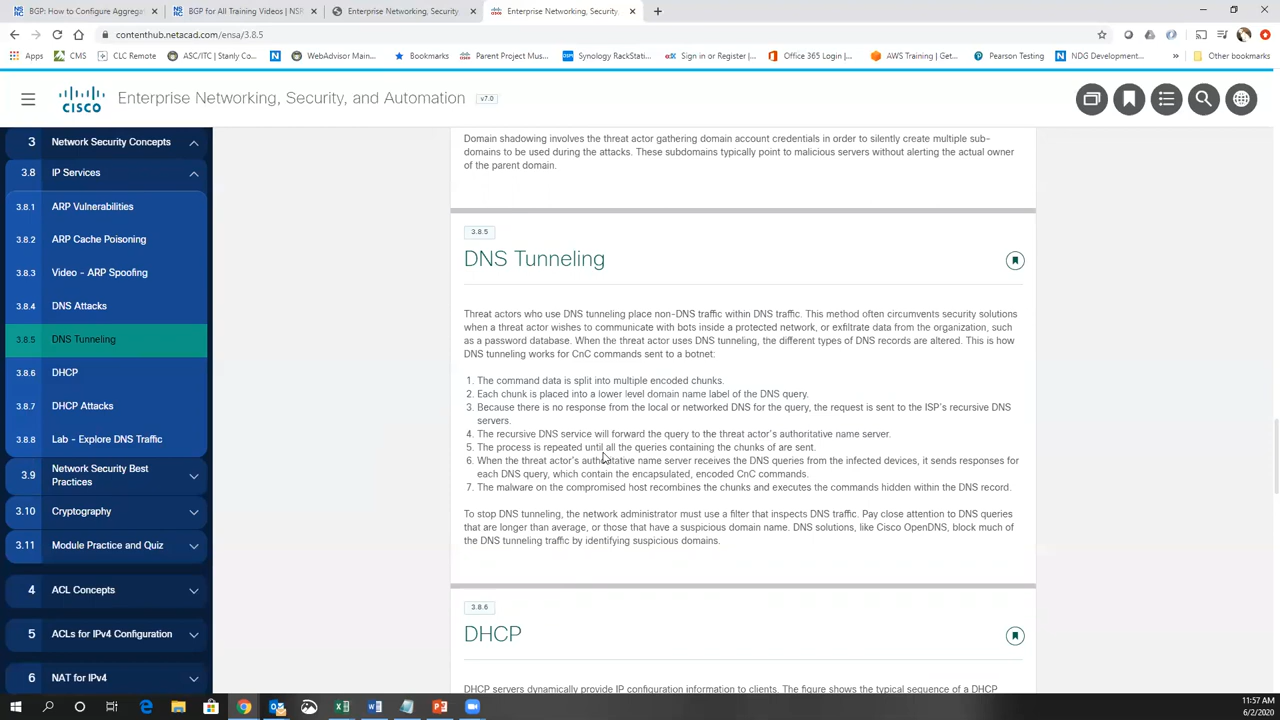 BGP: How to Configure Aggrega
BGP for All Training Videos | NSR
Enterprise Networking, Security,
Enterprise Networking, Security,
contenthub.netacad.com/ensa/3.8.5
Apps
CMS
CLC Remote
ASC/ITC | Stanly Co...
WebAdvisor Main...
Bookmarks
Parent Project Mus...
Synology RackStati...
Sign in or Register |...
Office 365 Login |...
AWS Training | Get...
Pearson Testing
NDG Development...
»
Other bookmarks
CISCO
Enterprise Networking, Security, and Automation
v7.0
3 Network Security Concepts
3.8 IP Services
3.8.1 ARP Vulnerabilities
3.8.2 ARP Cache Poisoning
3.8.3 Video - ARP Spoofing
3.8.4 DNS Attacks
3.8.5 DNS Tunneling
3.8.6 DHCP
3.8.7 DHCP Attacks
3.8.8 Lab - Explore DNS Traffic
3.9 Network Security Best
Practices
3.10 Cryptography
3.11 Module Practice and Quiz
4 ACL Concepts
5 ACLs for IPv4 Configuration
6 NAT for IPv4
Domain shadowing involves the threat actor gathering domain account credentials in order to silently create multiple sub-
domains to be used during the attacks. These subdomains typically point to malicious servers without alerting the actual owner
of the parent domain.
3.8.5
DNS Tunneling
Threat actors who use DNS tunneling place non-DNS traffic within DNS traffic. This method often circumvents security solutions
when a threat actor wishes to communicate with bots inside a protected network, or exfiltrate data from the organization, such
as a password database. When the threat actor uses DNS tunneling, the different types of DNS records are altered. This is how
DNS tunneling works for CnC commands sent to a botnet:
1. The command data is split into multiple encoded chunks.
2. Each chunk is placed into a lower level domain name label of the DNS query.
3. Because there is no response from the local or networked DNS for the query, the request is sent to the ISP's recursive DNS
servers.
4. The recursive DNS service will forward the query to the threat actor's authoritative name server.
5. The process is repeated until all the queries containing the chunks of are sent.
6. When the threat actor's authoritative name server receives the DNS queries from the infected devices, it sends responses for
each DNS query, which contain the encapsulated, encoded CnC commands.
7. The malware on the compromised host recombines the chunks and executes the commands hidden within the DNS record.
To stop DNS tunneling, the network administrator must use a filter that inspects DNS traffic. Pay close attention to DNS queries
that are longer than average, or those that have a suspicious domain name. DNS solutions, like Cisco OpenDNS, block much of
the DNS tunneling traffic by identifying suspicious domains.
3.8.6
DHCP
DHCP servers dynamically provide IP configuration information to clients. The figure shows the typical sequence of a DHCP
11:57 AM
6/2/2020